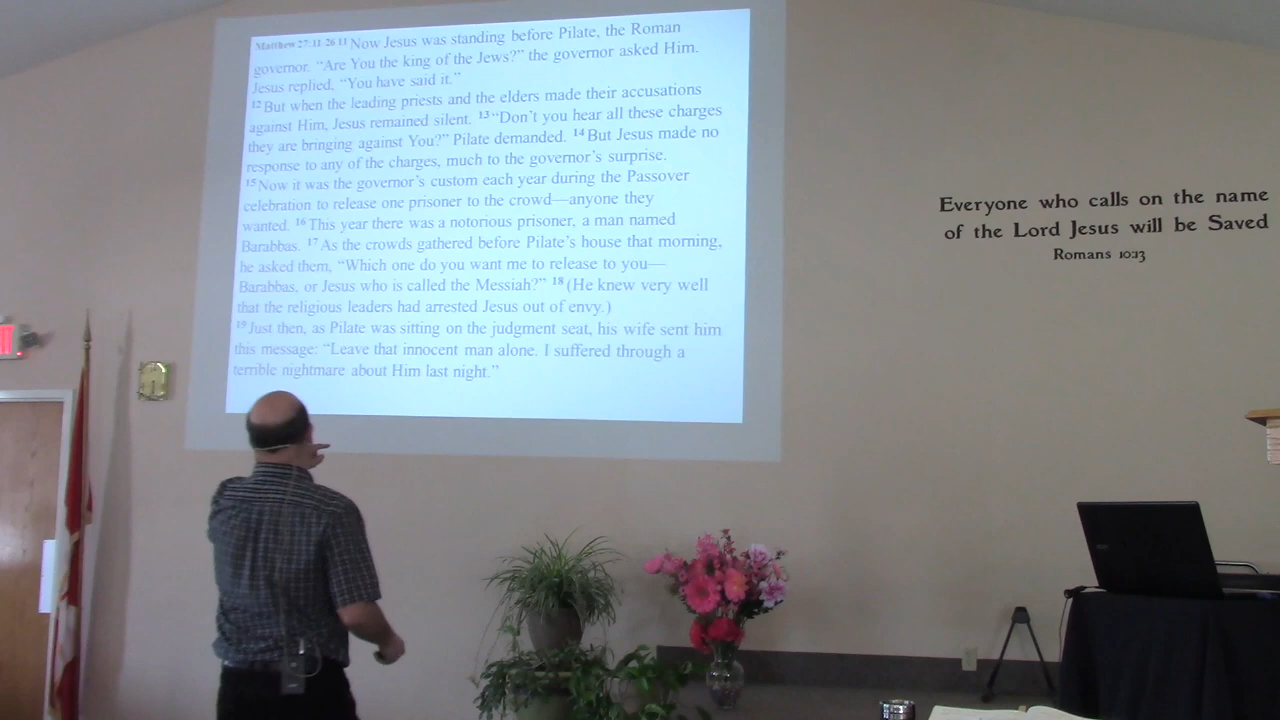 Matthew 27:11-26 11 Now Jesus was standing before Pilate, the Roman
governor. “Are You the king of the Jews?” the governor asked Him.
Jesus replied, “You have said it.”
12 But when the leading priests and the elders made their accusations
against Him, Jesus remained silent. 13 “Don’t you hear all these charges
they are bringing against You?” Pilate demanded. 14 But Jesus made no
response to any of the charges, much to the governor’s surprise.
15 Now it was the governor’s custom each year during the Passover
celebration to release one prisoner to the crowd—anyone they
wanted. 16 This year there was a notorious prisoner, a man named
Barabbas. 17 As the crowds gathered before Pilate’s house that morning,
he asked them, “Which one do you want me to release to you—
Barabbas, or Jesus who is called the Messiah?” 18 (He knew very well
that the religious leaders had arrested Jesus out of envy.)
19 Just then, as Pilate was sitting on the judgment seat, his wife sent him
this message: “Leave that innocent man alone. I suffered through a
terrible nightmare about Him last night.”
Everyone who calls on the name
of the Lord Jesus will be Saved
Romans 10:13